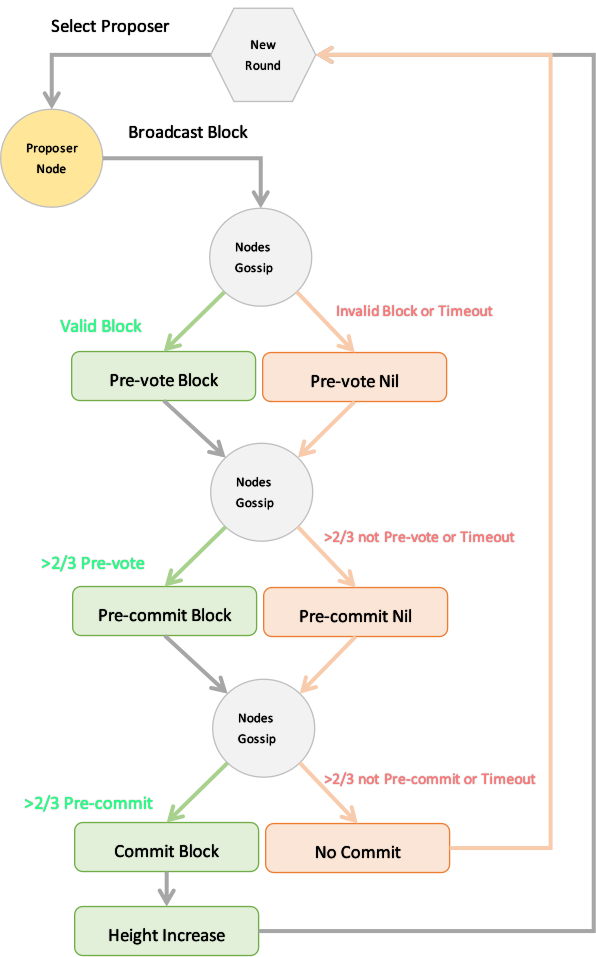 Select Proposer
New
Round
Proposer
Node
Broadcast Block
Nodes
Gossip
Valid Block
Invalid Block or Timeout
Pre-vote Block
Pre-vote Nil
Nodes
Gossip
>2/3 Pre-vote
>2/3 not Pre-vote or Timeout
Pre-commit Block
Pre-commit Nil
Nodes
Gossip
>2/3 Pre-commit
>2/3 not Pre-commit or Timeout
Commit Block
No Commit
Height Increase